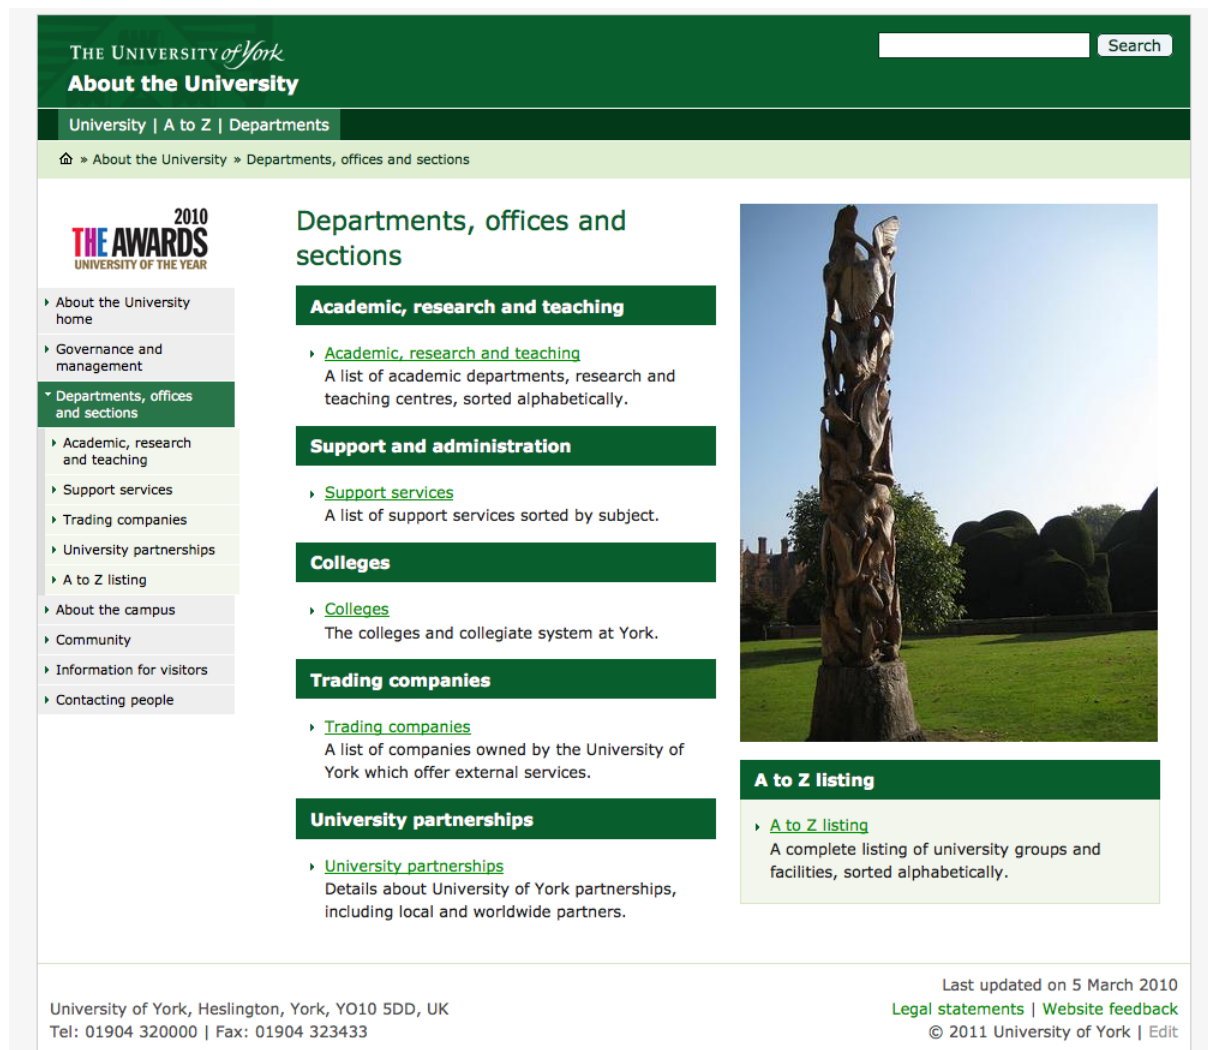 THE UNIVERSITY of York
About the University
Search
University | A to Z | Departments
» About the University » Departments, offices and sections
2010
THE AWARDS
UNIVERSITY OF THE YEAR
About the University
home
Governance and
management
Departments, offices
and sections
Academic, research
and teaching
Support services
Trading companies
University partnerships
A to Z listing
About the campus
Community
Information for visitors
Contacting people
Departments, offices and
sections
Academic, research and teaching
Academic, research and teaching
A list of academic departments, research and
teaching centres, sorted alphabetically.
Support and administration
Support services
A list of support services sorted by subject.
Colleges
Colleges
The colleges and collegiate system at York.
Trading companies
Trading companies
A list of companies owned by the University of
York which offer external services.
University partnerships
University partnerships
Details about University of York partnerships,
including local and worldwide partners.
A to Z listing
A to Z listing
A complete listing of university groups and
facilities, sorted alphabetically.
University of York, Heslington, York, YO10 5DD, UK
Tel: 01904 320000 | Fax: 01904 323433
Last updated on 5 March 2010
Legal statements | Website feedback
© 2011 University of York | Edit